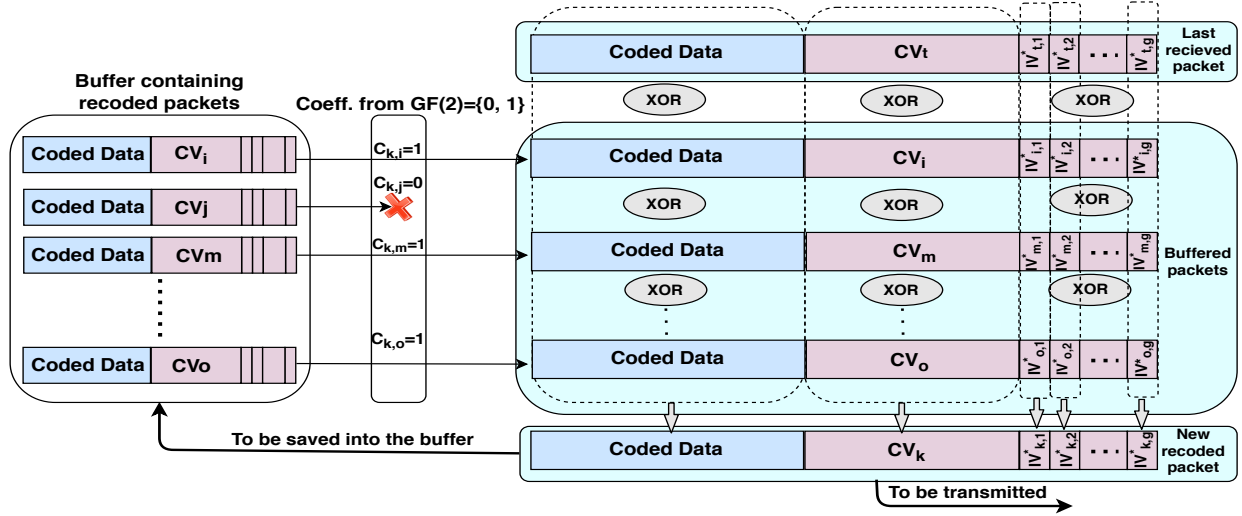 Buffer containing
recoded packets
Coded Data CVi
Coded Data CVj
Coded Data CVm
Coded Data CVo
Coeff. from GF(2)={0, 1}
Ck,i=1
Ck,j=0
Ck,m=1
Ck,o=1
Coded Data CVt IV*t,1 IV*t,2 IV*t,g
Last
recieved
packet
XOR XOR XOR
Coded Data CVi IV*i,1 IV*i,2 IV*i,g
XOR XOR XOR
Coded Data CVm IV*m,1 IV*m,2 IV*m,g
Buffered
packets
XOR XOR XOR
Coded Data CVo IV*o,1 IV*o,2 IV*o,g
To be saved into the buffer
Coded Data CVk IV*k,1 IV*k,2 IV*k,g
New
recoded
packet
To be transmitted